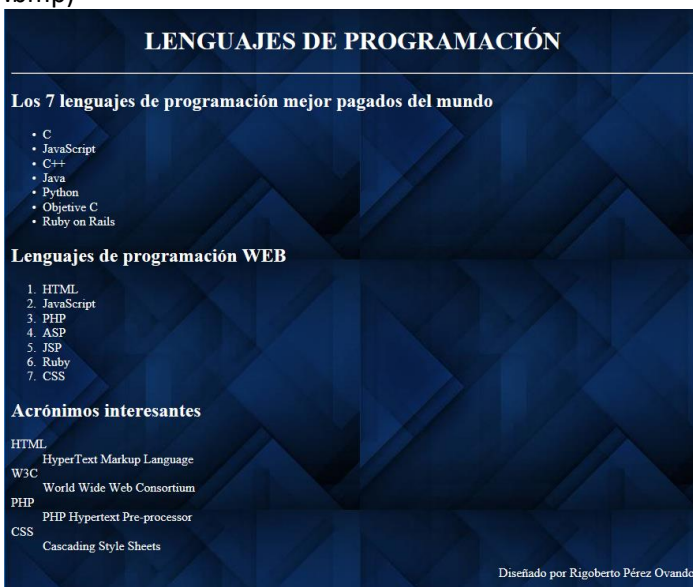 LENGUAJES DE PROGRAMACIÓN
Los 7 lenguajes de programación mejor pagados del mundo
• C
• JavaScript
• C++
• Java
• Python
• Objetive C
• Ruby on Rails
Lenguajes de programación WEB
1. HTML
2. JavaScript
3. PHP
4. ASP
5. JSP
6. Ruby
7. CSS
Acrónimos interesantes
HTML
HyperText Markup Language
W3C
World Wide Web Consortium
PHP
PHP Hypertext Pre-processor
CSS
Cascading Style Sheets
Diseñado por Rigoberto Pérez Ovando